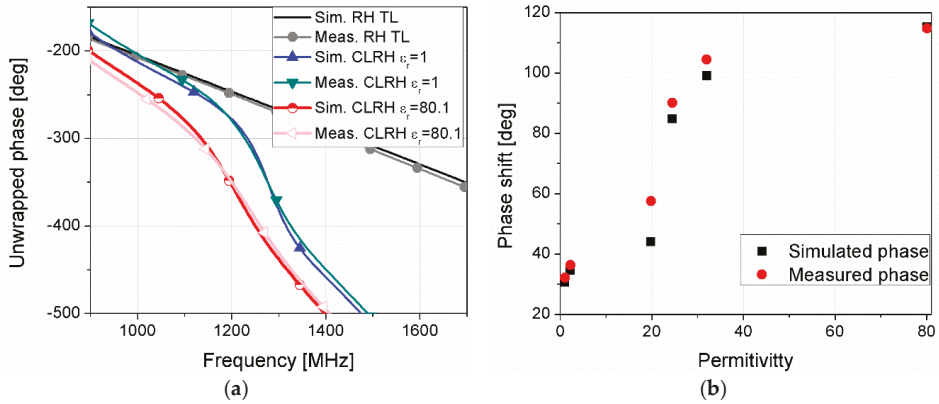 Sim. RH TL
Meas. RH TL
Sim. CLRH εr=1
Meas. CLRH εr=1
Sim. CLRH εr=80.1
Meas. CLRH εr=80.1
Unwrapped phase [deg]
-200
-300
-400
-500
1000
1200
1400
1600
Frequency [MHz]
(a)
Phase shift [deg]
120
100
80
60
40
20
Simulated phase
Measured phase
0
20
40
60
80
Permitivitty
(b)